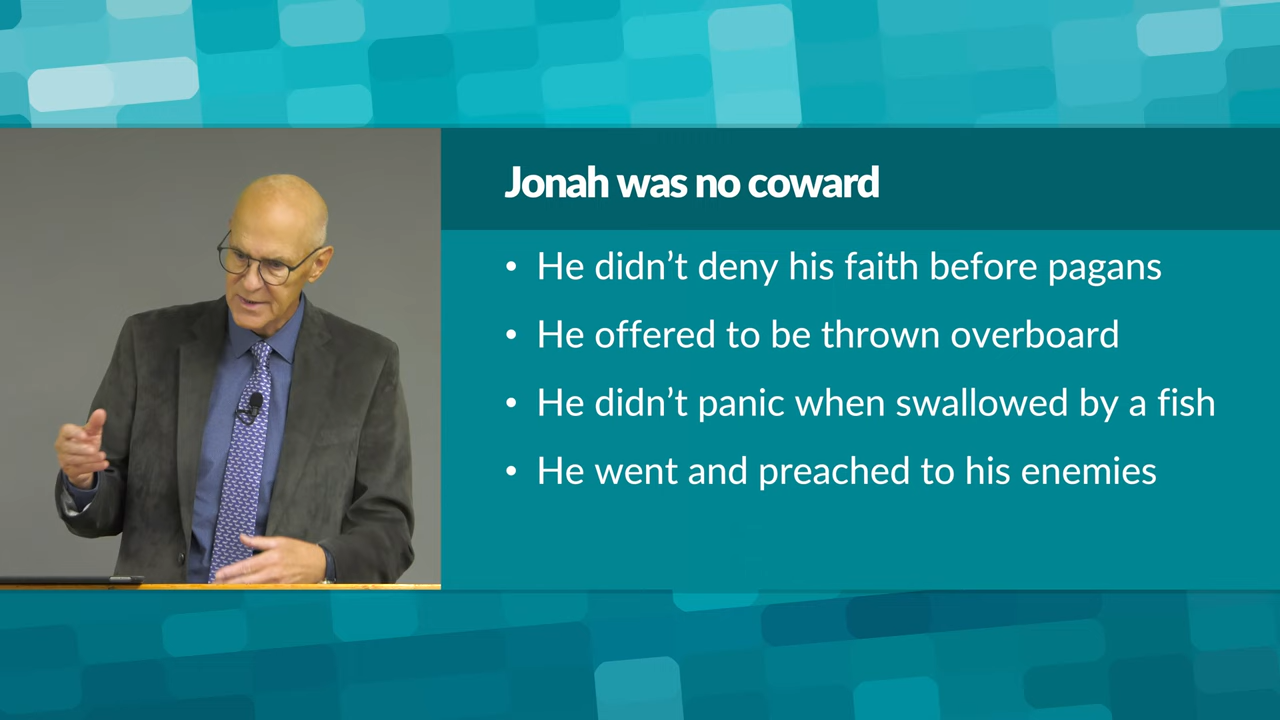 Jonah was no coward
• He didn’t deny his faith before pagans
• He offered to be thrown overboard
• He didn’t panic when swallowed by a fish
• He went and preached to his enemies